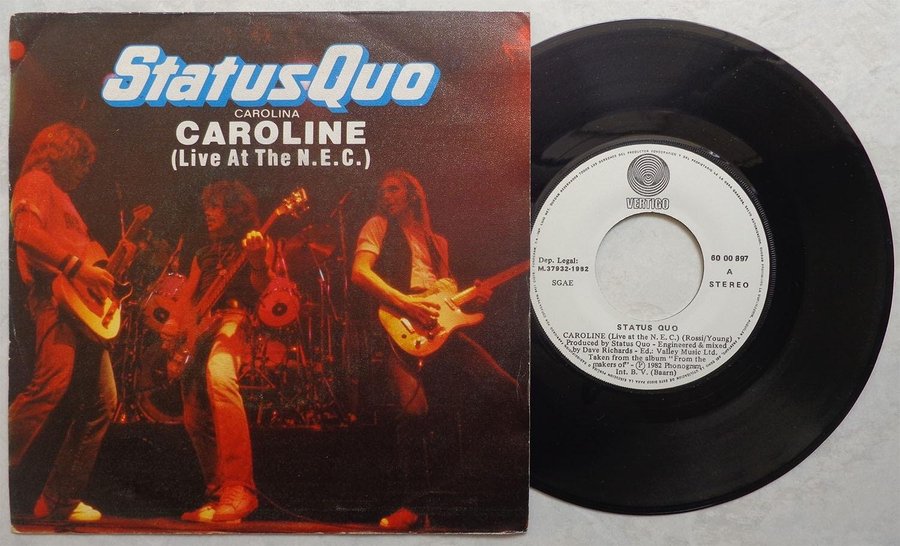 Status Quo
CAROLINA
CAROLINE
(Live At The N.E.C.)
VERTIGO
Dep. Legal:
M.37932-1982
SGAE
60 00 897
A
STEREO
STATUS QUO
CAROLINE (Live at the N. E. C.) (Rossi/Young)
Produced by Status Quo - Engineered & mixed
by Dave Richards - Ed.: Valley Music Ltd.
Taken from the album "From the
makers of" - (P) 1982 Phonogram,
Int. B. V. (Baarn)